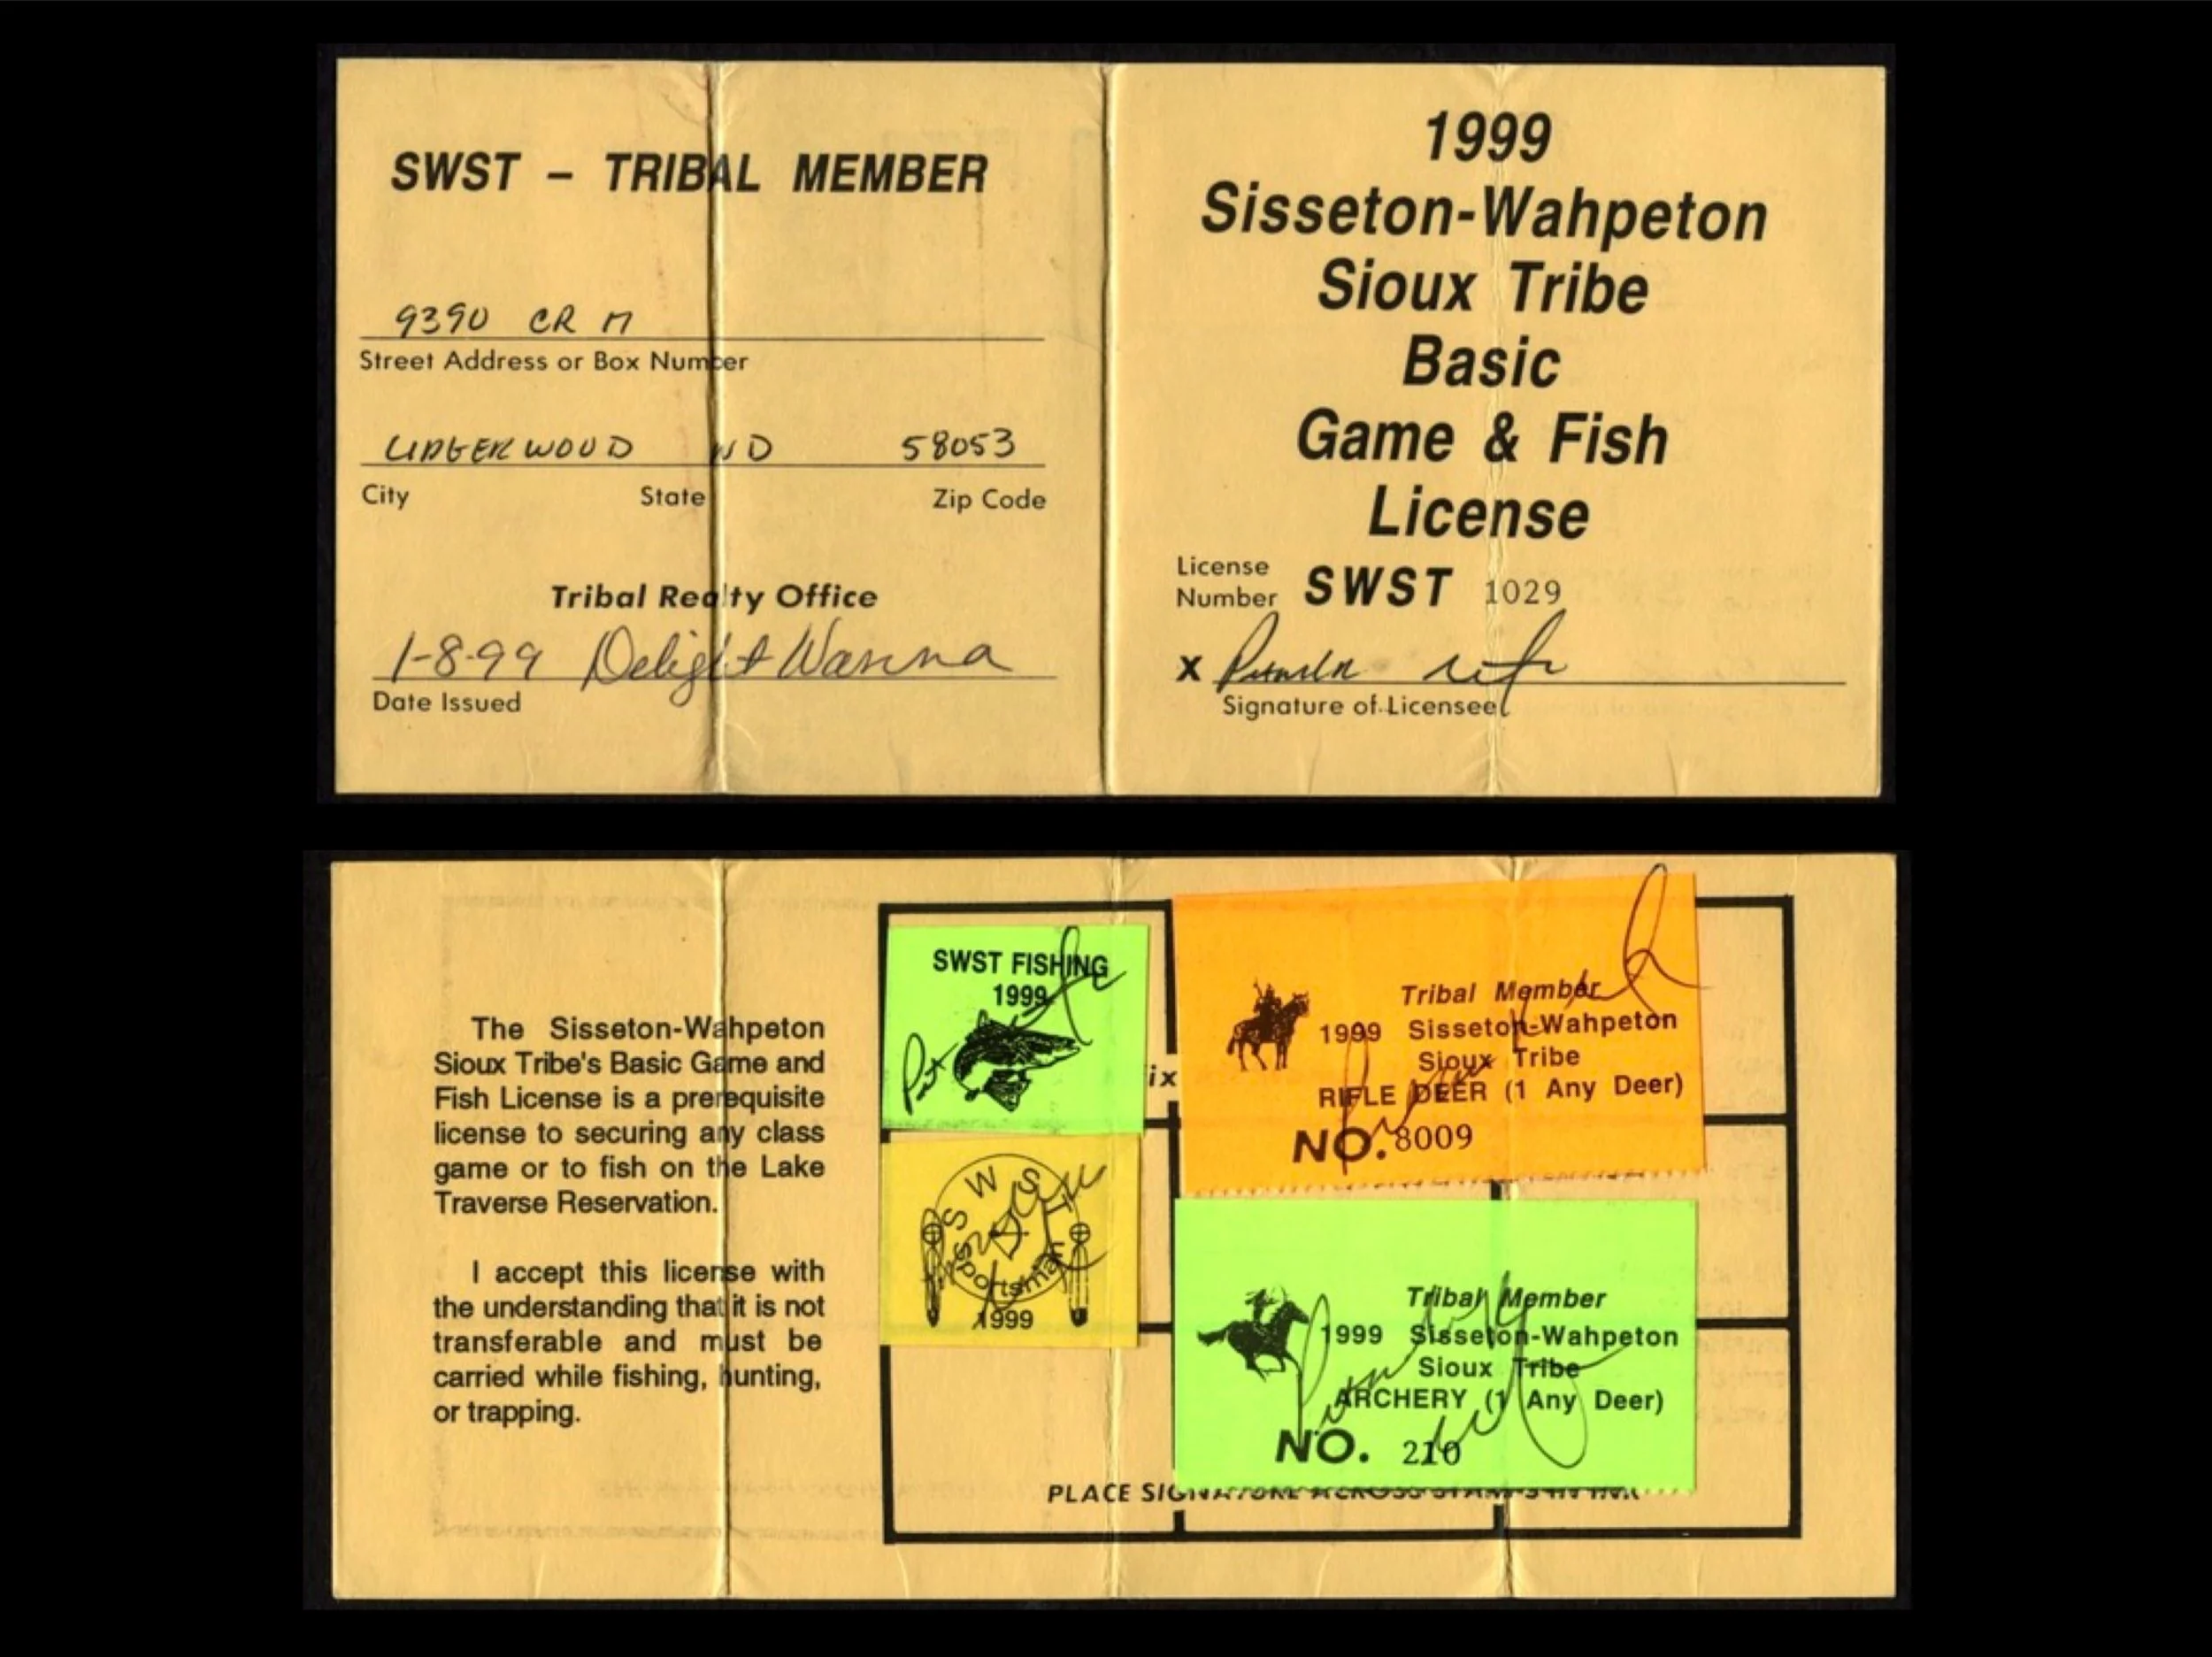 SWST – TRIBAL MEMBER
9390 CR M
Street Address or Box Number
LIDGERWOOD ND 58053
City State Zip Code
Tribal Realty Office
1-8-99 Delight Wanna
Date Issued
1999
Sisseton-Wahpeton
Sioux Tribe
Basic
Game & Fish
License
License
Number SWST 1029
X
Signature of Licensee
The Sisseton-Wahpeton
Sioux Tribe's Basic Game and
Fish License is a prerequisite
license to securing any class
game or to fish on the Lake
Traverse Reservation.
I accept this license with
the understanding that it is not
transferable and must be
carried while fishing, hunting,
or trapping.
SWST FISHING
1999
ix
SWST
Sportsman
1999
Tribal Member
1999 Sisseton-Wahpeton
Sioux Tribe
RIFLE DEER (1 Any Deer)
NO. 8009
Tribal Member
1999 Sisseton-Wahpeton
Sioux Tribe
ARCHERY (1 Any Deer)
NO. 210
PLACE SIGNATURE ACROSS STAMPS IN INK